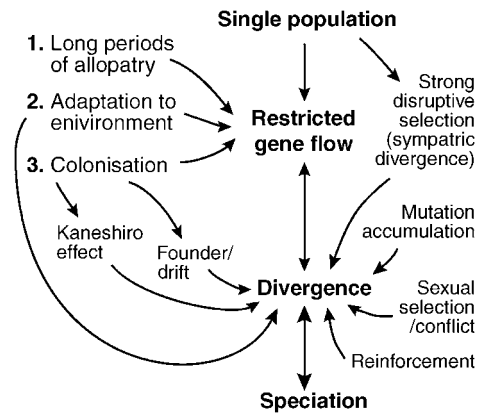 Single population
1. Long periods
of allopatry
2. Adaptation to
enivironment
3. Colonisation
Restricted
gene flow
Strong
disruptive
selection
(sympatric
divergence)
Kaneshiro
effect
Founder/
drift
Mutation
accumulation
Divergence
Sexual
selection
/conflict
Reinforcement
Speciation